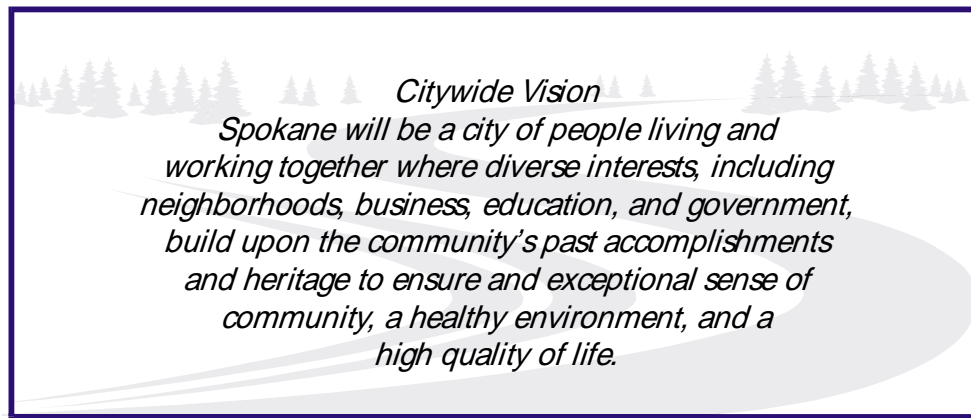 Citywide Vision
Spokane will be a city of people living and
working together where diverse interests, including
neighborhoods, business, education, and government,
build upon the community's past accomplishments
and heritage to ensure and exceptional sense of
community, a healthy environment, and a
high quality of life.